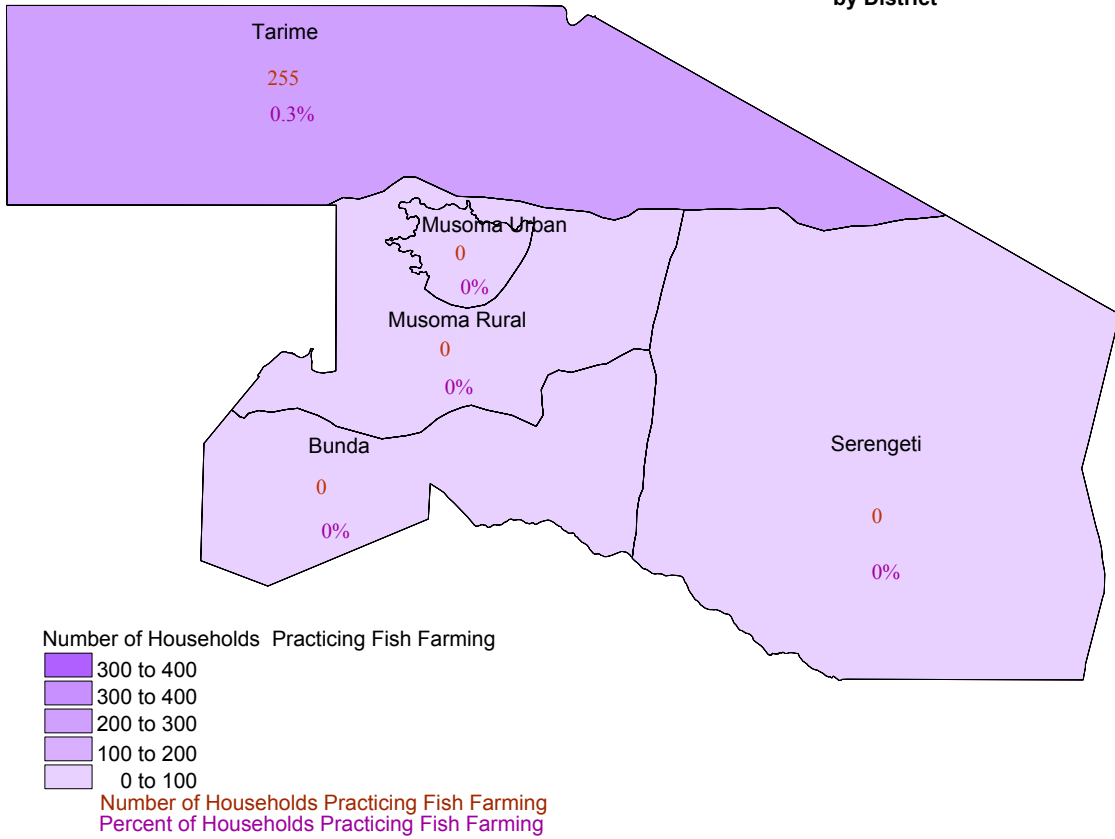 by District
Tarime
255
0.3%
Musoma Urban
0
0%
Musoma Rural
0
0%
Bunda
0
0%
Serengeti
0
0%
Number of Households Practicing Fish Farming
300 to 400
300 to 400
200 to 300
100 to 200
0 to 100
Number of Households Practicing Fish Farming
Percent of Households Practicing Fish Farming